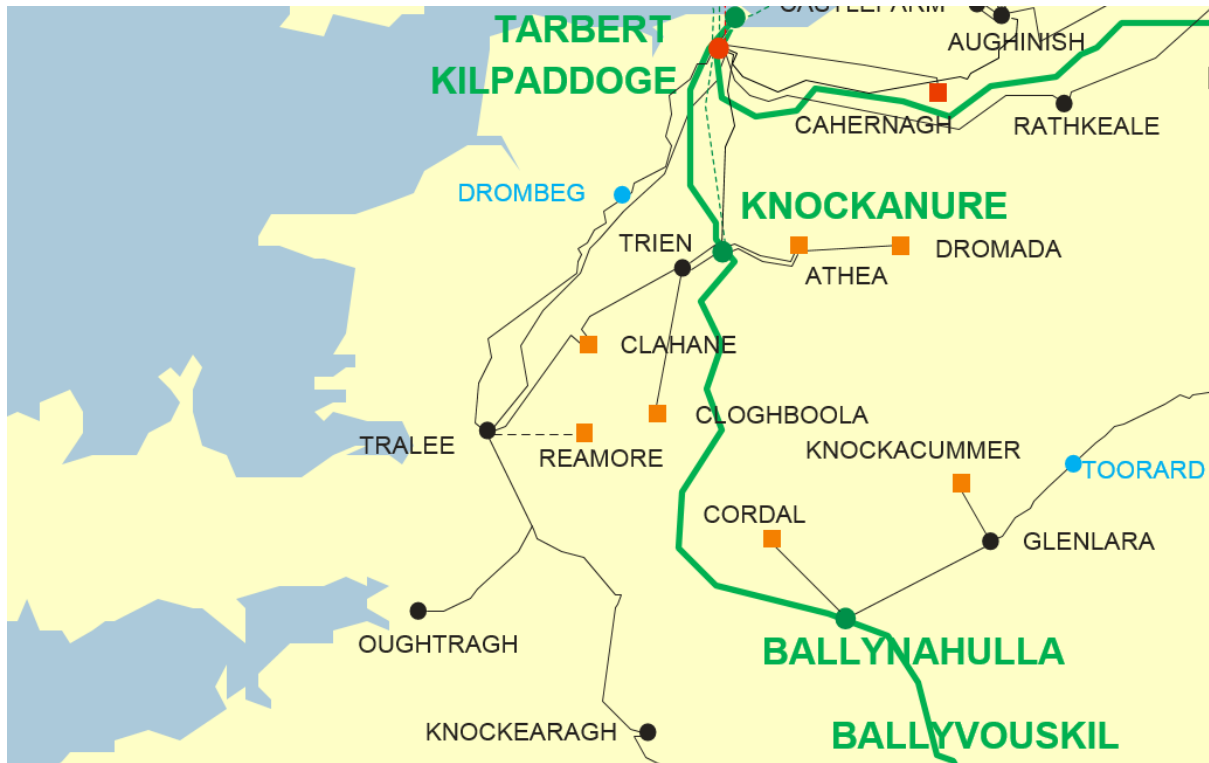 CASTLEFARM
TARBERT
AUGHINISH
KILPADDOGE
CAHERNAGH
RATHKEALE
DROMBEG
KNOCKANURE
TRIEN
DROMADA
ATHEA
CLAHANE
CLOGHBOOLA
TRALEE
REAMORE
KNOCKACUMMER
TOORARD
CORDAL
GLENLARA
OUGHTRAGH
BALLYNAHULLA
KNOCKEARAGH
BALLYVOUSKIL